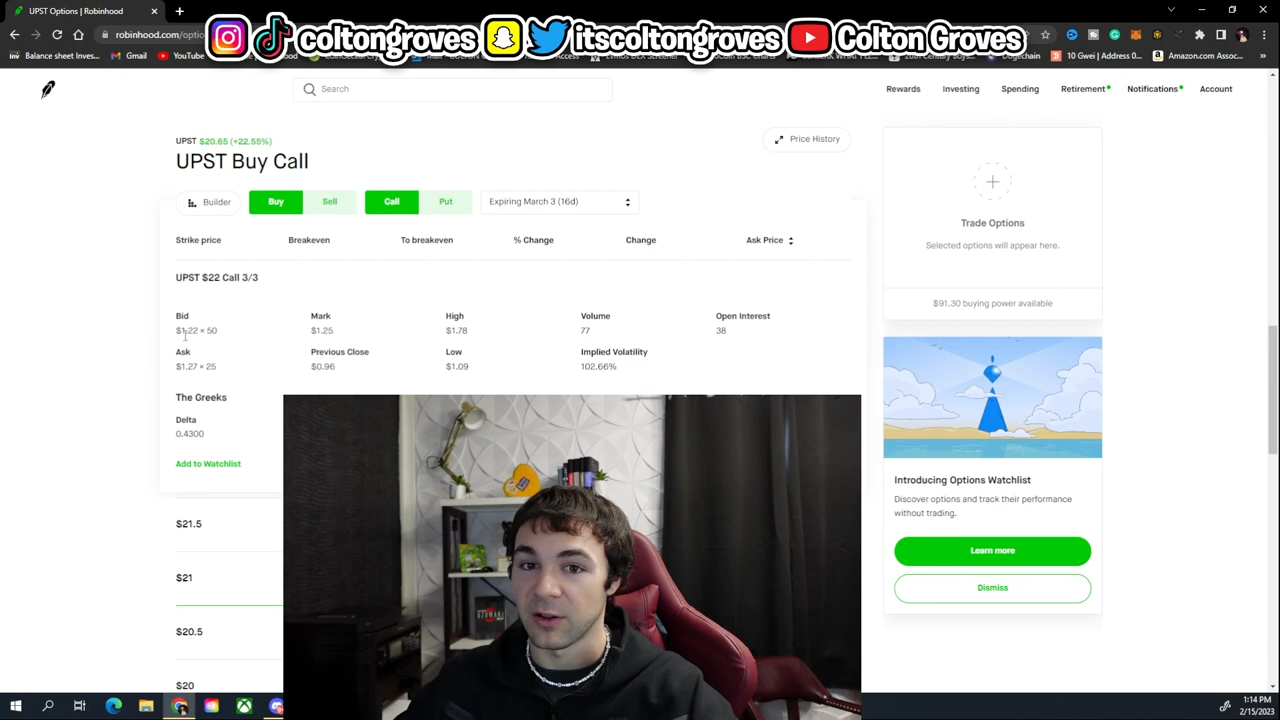 UPST Options | Robinhood
robinhood.com/opti
coltongroves
itscoltongroves
Colton Groves
Balance sheet Invent...
Gmail
YouTube
10 Gwei | Address 0...
Amazon.com Assoc...
Search
Rewards
Investing
Spending
Retirement
Notifications
Account
UPST $20.65 (+22.55%)
Price History
UPST Buy Call
Builder
Buy
Sell
Call
Put
Expiring March 3 (16d)
Strike price
Breakeven
To breakeven
% Change
Change
Ask Price
UPST $22 Call 3/3
Bid
Mark
High
Volume
Open Interest
$1.22 × 50
$1.25
$1.78
77
38
Ask
Previous Close
Low
Implied Volatility
$1.27 × 25
$0.96
$1.09
102.66%
The Greeks
Delta
0.4300
Add to Watchlist
$21.5
$21
$20.5
$20
Trade Options
Selected options will appear here.
$91.30 buying power available
Introducing Options Watchlist
Discover options and track their performance
without trading.
Learn more
Dismiss
1:14 PM
2/15/2023